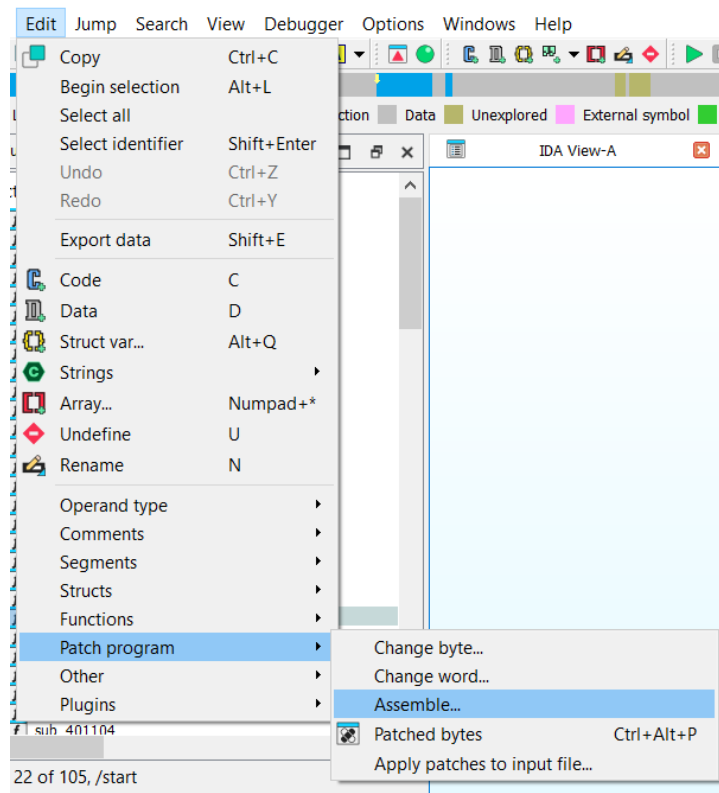 Edit Jump Search View Debugger Options Windows Help
Copy Ctrl+C
Begin selection Alt+L
Select all
Select identifier Shift+Enter
Undo Ctrl+Z
Redo Ctrl+Y
Export data Shift+E
Code C
Data D
Struct var... Alt+Q
Strings
Array... Numpad+*
Undefine U
Rename N
Operand type
Comments
Segments
Structs
Functions
Patch program
Other
Plugins
ction Data Unexplored External symbol
IDA View-A
Change byte...
Change word...
Assemble...
Patched bytes Ctrl+Alt+P
Apply patches to input file...
f sub_401104
22 of 105, /start